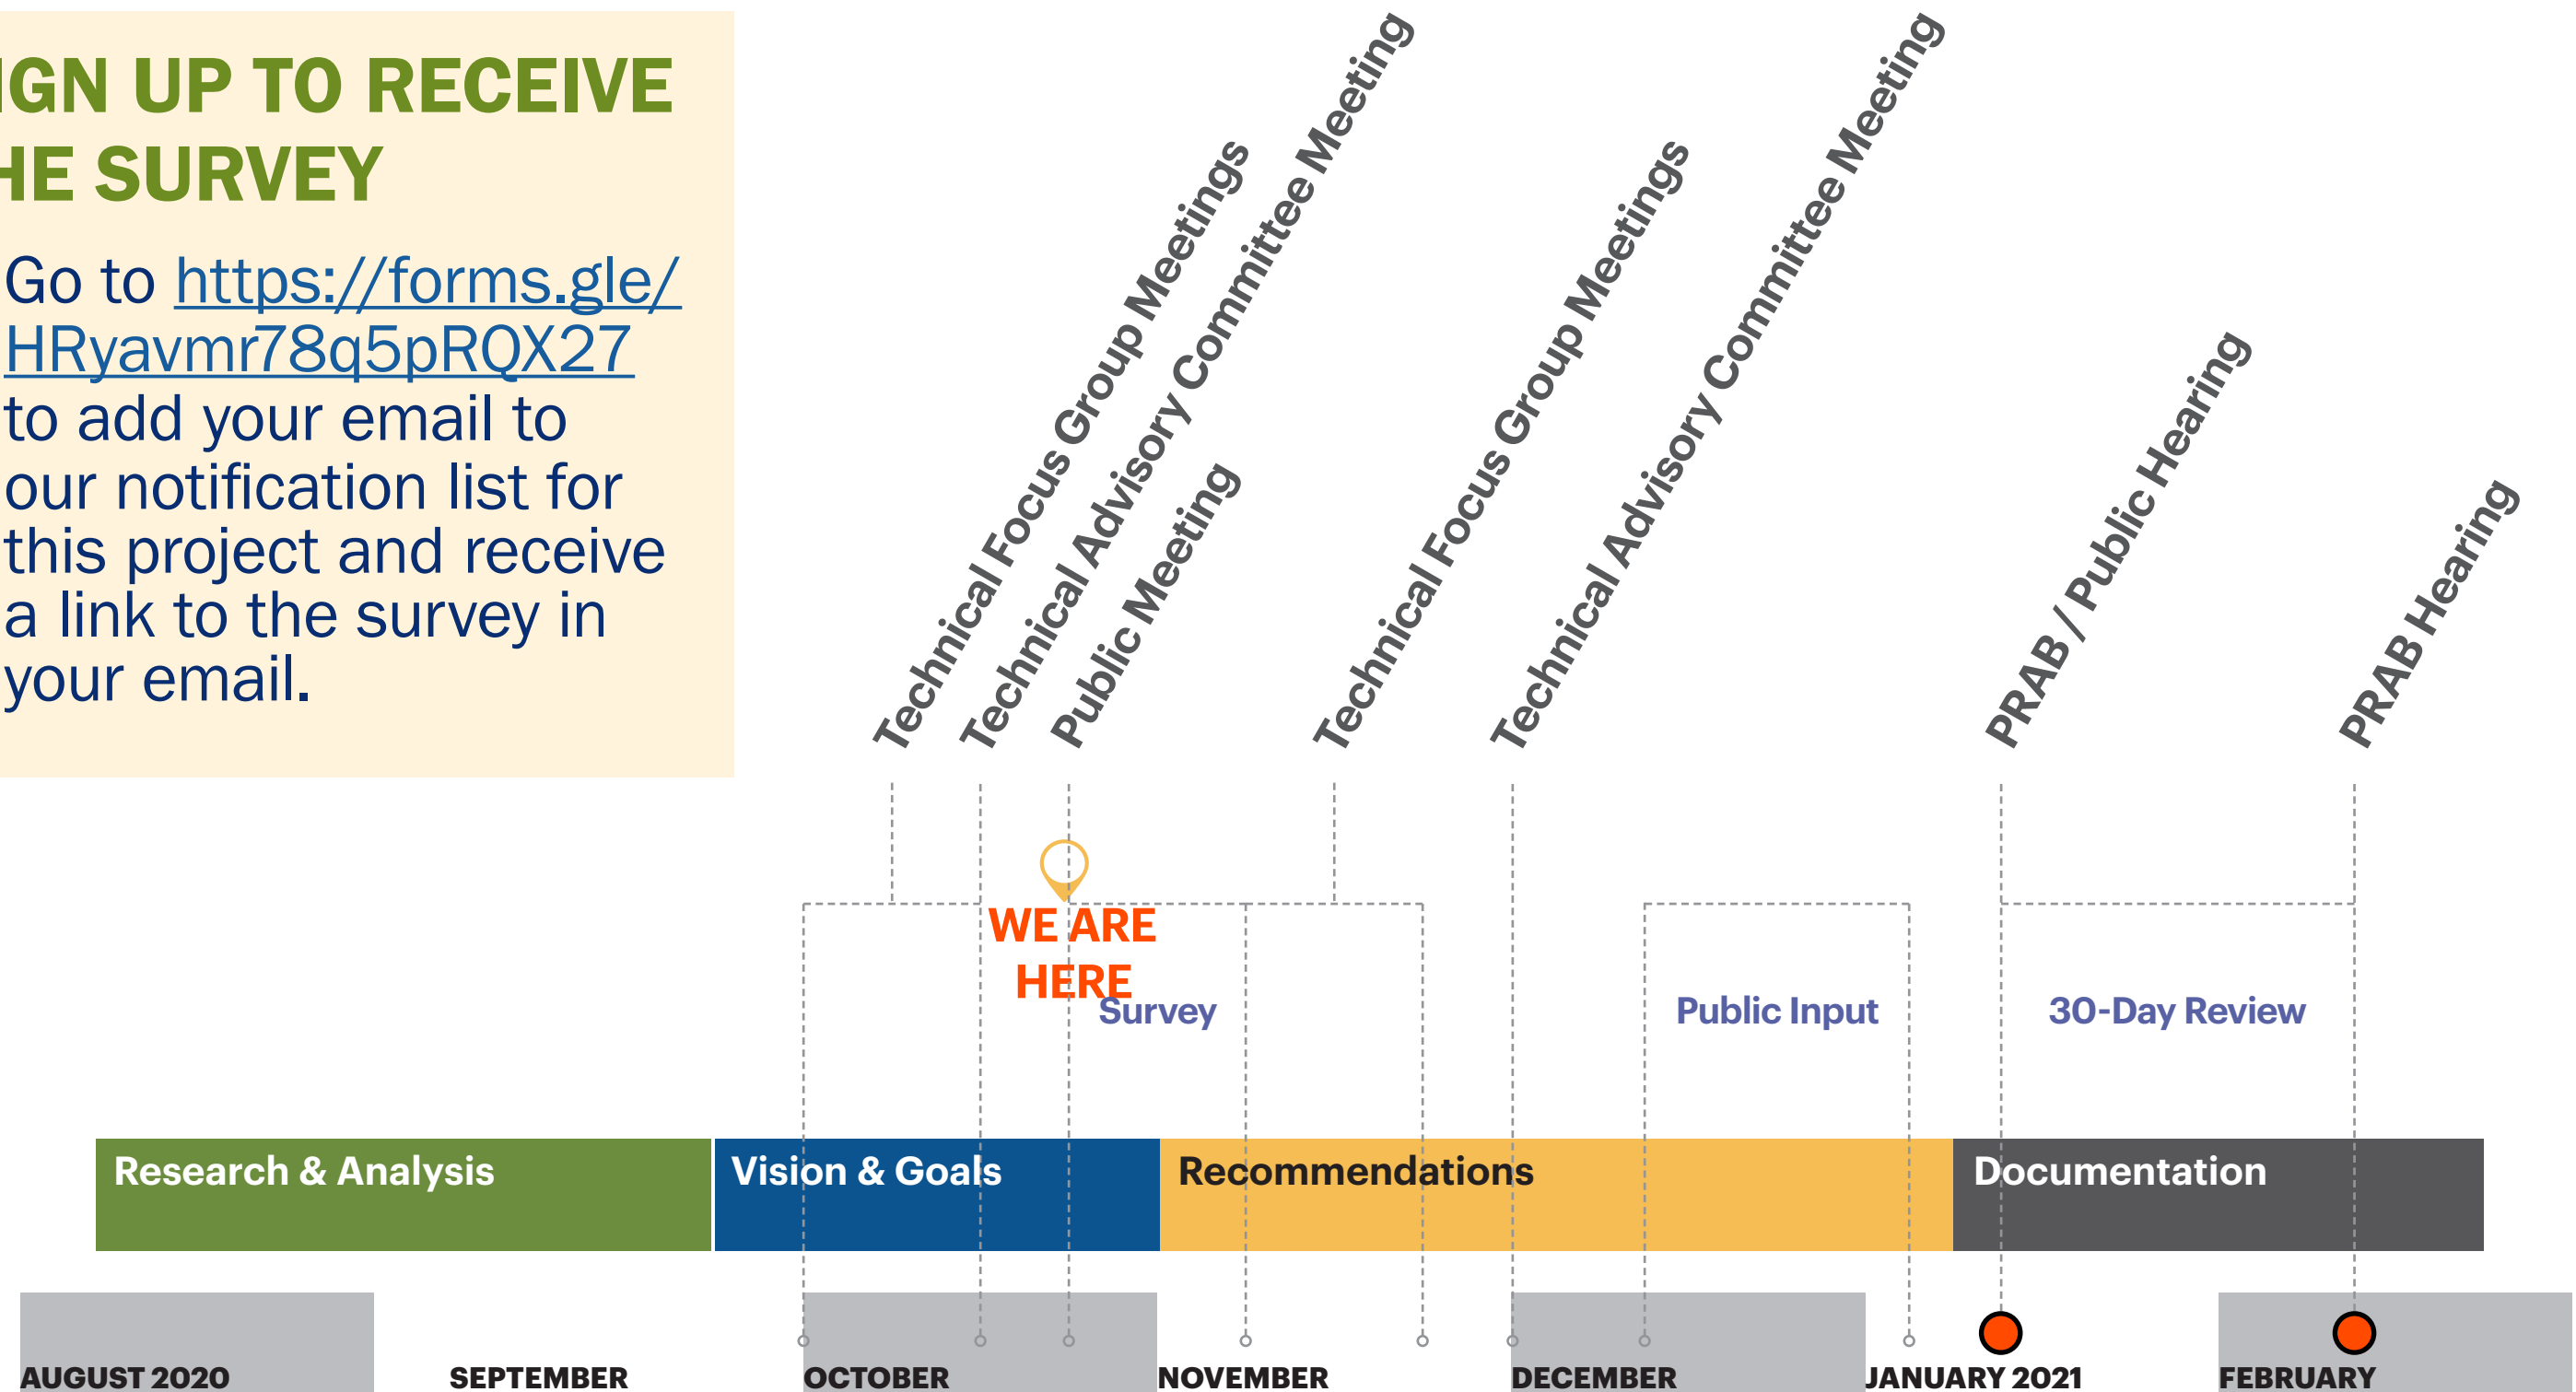 IGN UP TO RECEIVE
HE SURVEY
Go to https://forms.gle/
HRyavmr78q5pRQX27
to add your email to
our notification list for
this project and receive
a link to the survey in
your email.
Technical Focus Group Meetings
Technical Advisory Committee Meeting
Public Meeting
Technical Focus Group Meetings
Technical Advisory Committee Meeting
PRAB / Public Hearing
PRAB Hearing
WE ARE
HERE
Survey
Public Input
30-Day Review
Research & Analysis
Vision & Goals
Recommendations
Documentation
AUGUST 2020
SEPTEMBER
OCTOBER
NOVEMBER
DECEMBER
JANUARY 2021
FEBRUARY